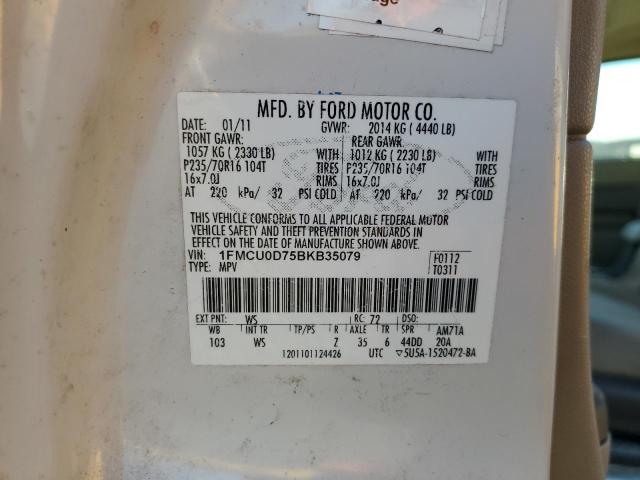 MFD. BY FORD MOTOR CO.
DATE: 01/11 GVWR: 2014 KG ( 4440 LB)
FRONT GAWR: REAR GAWR:
1057 KG ( 2330 LB) WITH 1012 KG ( 2230 LB) WITH
P235/70R16 104T TIRES P235/70R16 104T TIRES
16x7.0J RIMS 16x7.0J RIMS
AT 220 kPa/ 32 PSI COLD AT 220 kPa/ 32 PSI COLD
THIS VEHICLE CONFORMS TO ALL APPLICABLE FEDERAL MOTOR
VEHICLE SAFETY AND THEFT PREVENTION STANDARDS IN
EFFECT ON THE DATE OF MANUFACTURE SHOWN ABOVE.
VIN: 1FMCU0D75BKB35079 F0112
TYPE: MPV T0311
EXT PNT: WS RC: 72 DSO:
WB INT TR TP/PS R AXLE TR SPR AM71A
103 WS Z 35 6 44DD 20A
1201101124426 UTC ▽5U5A-1520472-BA